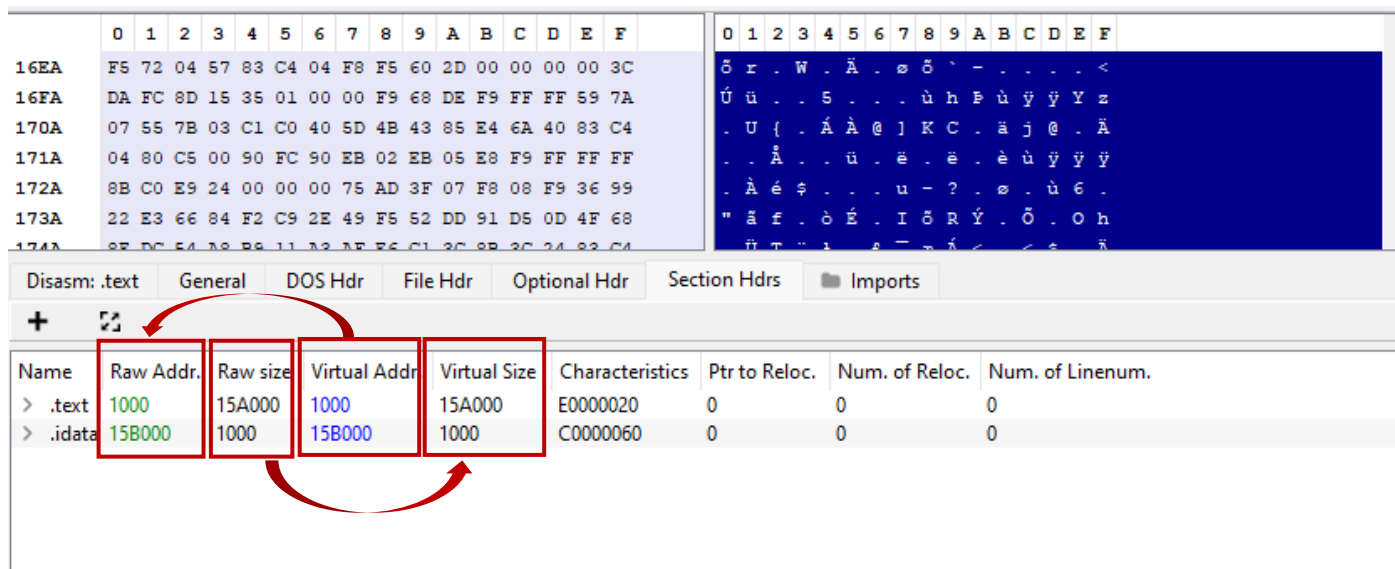 0 1 2 3 4 5 6 7 8 9 A B C D E F
0 1 2 3 4 5 6 7 8 9 A B C D E F
16EA F5 72 04 57 83 C4 04 F8 F5 60 2D 00 00 00 00 3C õ r . W . Ä . ø õ ` - . . . . <
16FA DA FC 8D 15 35 01 00 00 F9 68 DE F9 FF FF 59 7A Ú ü . . 5 . . . ù h Þ ù ÿ ÿ Y z
170A 07 55 7B 03 C1 C0 40 5D 4B 43 85 E4 6A 40 83 C4 . U { . Á À @ ] K C . ä j @ . Ä
171A 04 80 C5 00 90 FC 90 EB 02 EB 05 E8 F9 FF FF FF . . Å . . ü . ë . ë . è ù ÿ ÿ ÿ
172A 8B C0 E9 24 00 00 00 75 AD 3F 07 F8 08 F9 36 99 . À é $ . . . u - ? . ø . ù 6 .
173A 22 E3 66 84 F2 C9 2E 49 F5 52 DD 91 D5 0D 4F 68 " ã f . ò É . I õ R Ý . Õ . O h
Disasm: .text General DOS Hdr File Hdr Optional Hdr Section Hdrs Imports
+
Name Raw Addr. Raw size Virtual Addr Virtual Size Characteristics Ptr to Reloc. Num. of Reloc. Num. of Linenum.
> .text 1000 15A000 1000 15A000 E0000020 0 0 0
> .idata 15B000 1000 15B000 1000 C0000060 0 0 0